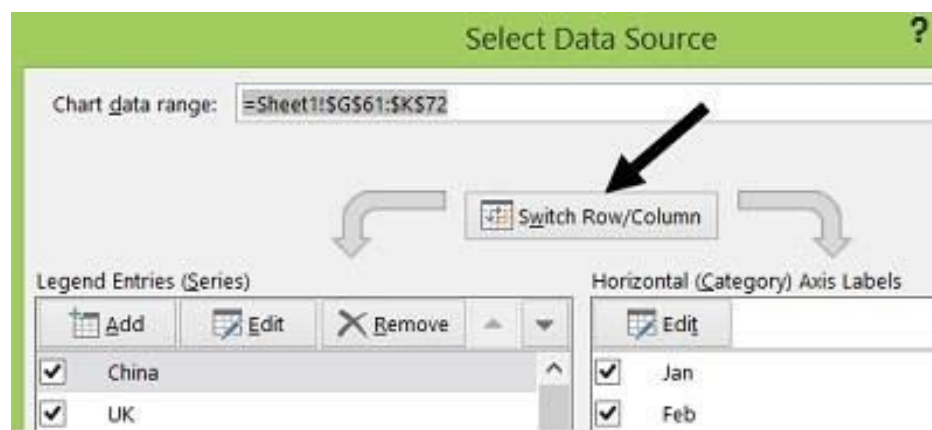 Select Data Source ?
Chart data range: =Sheet1!$G$61:$K$72
Switch Row/Column
Legend Entries (Series)
Horizontal (Category) Axis Labels
Add Edit Remove
Edit
China
Jan
UK
Feb